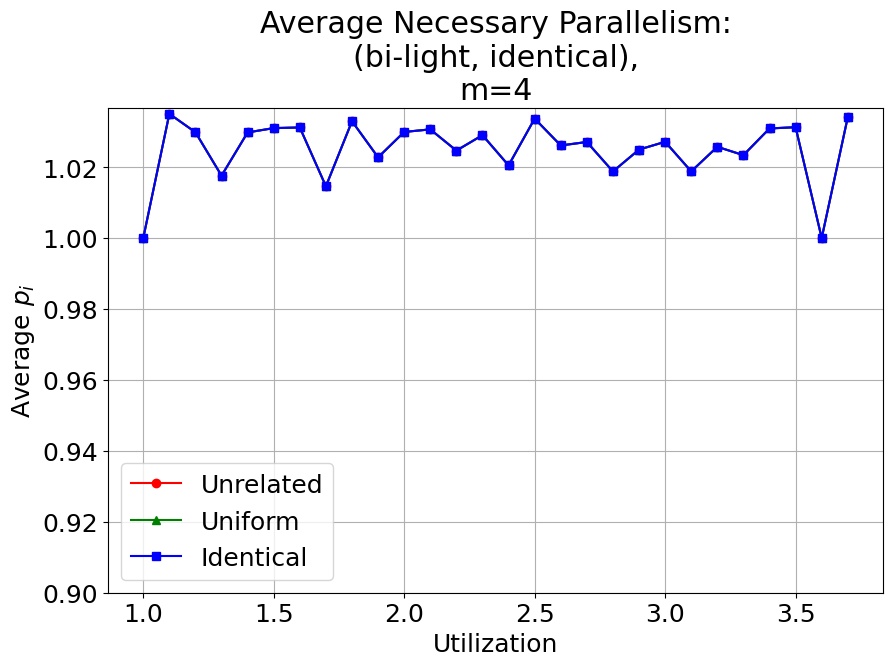 Average Necessary Parallelism:
(bi-light, identical),
m=4
Average $p_i$
1.02
1.00
0.98
0.96
0.94
0.92
0.90
Unrelated
Uniform
Identical
1.0 1.5 2.0 2.5 3.0 3.5
Utilization